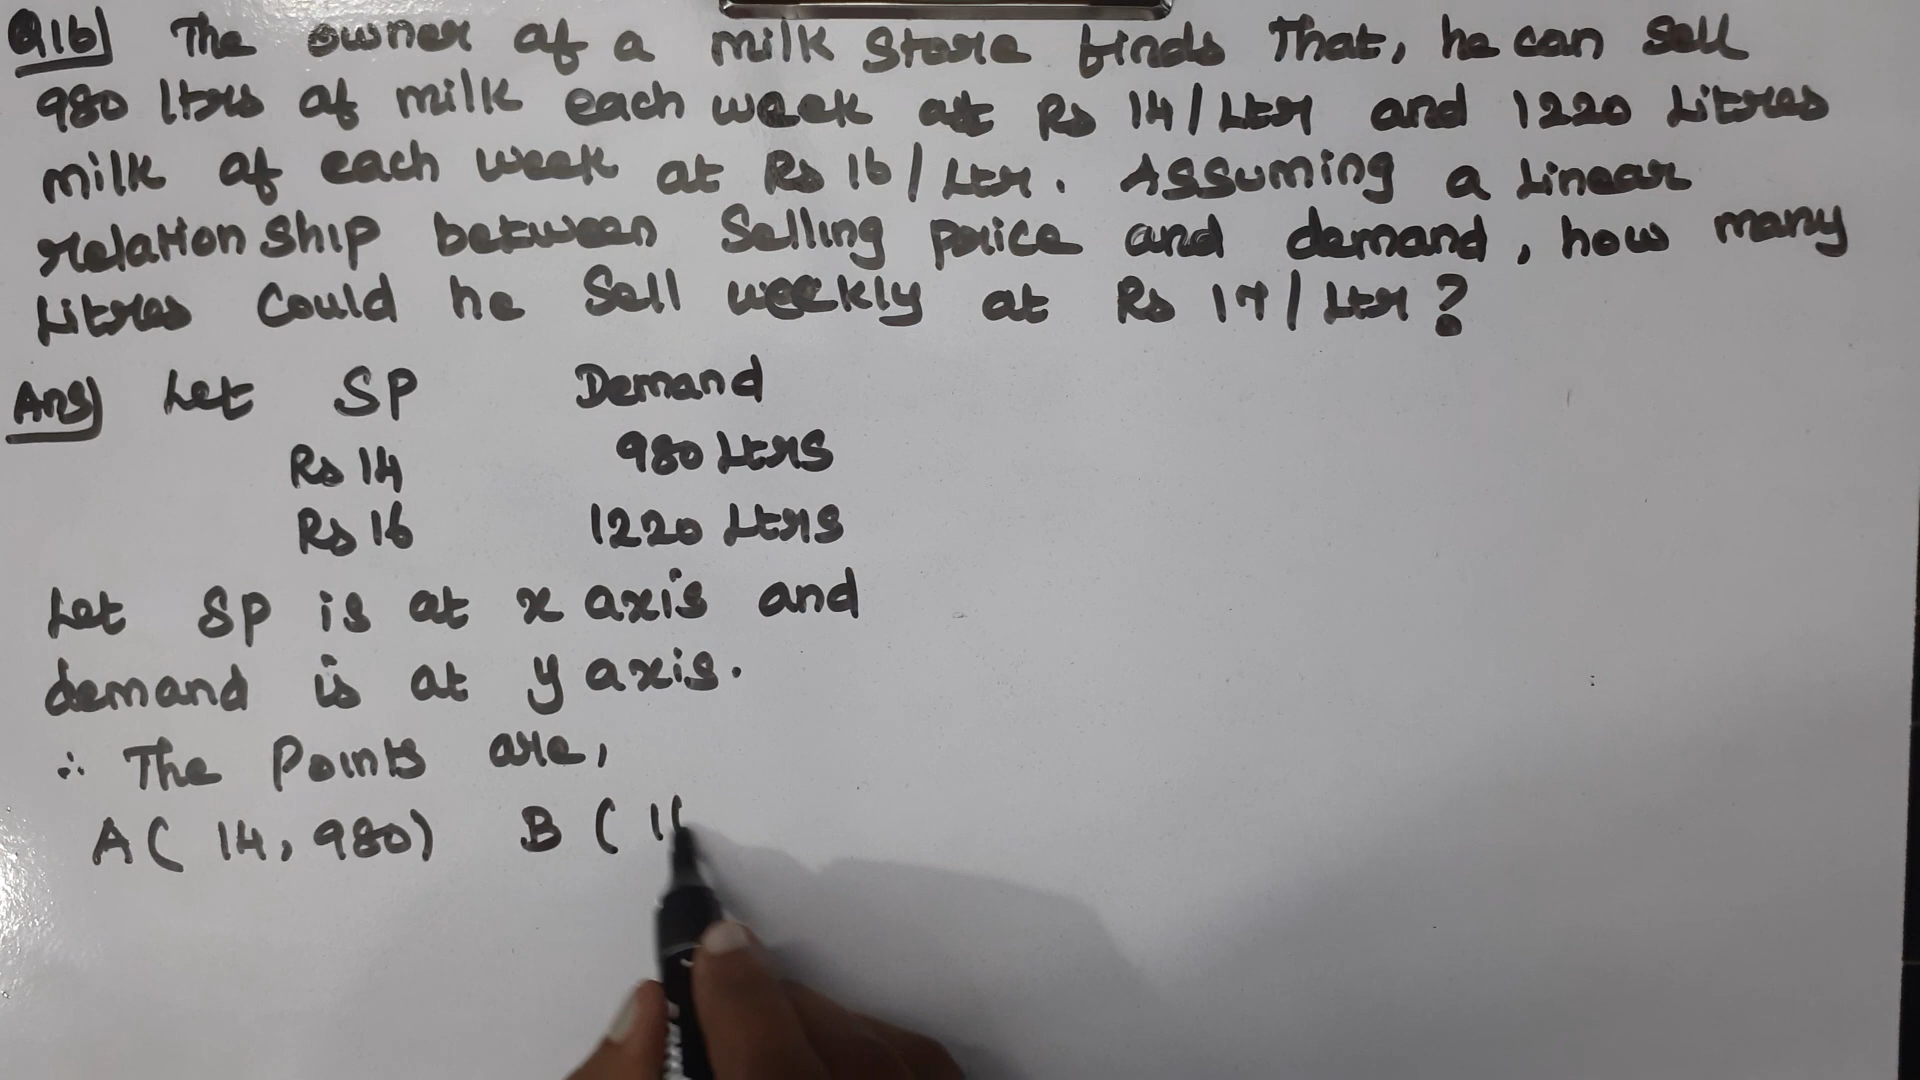 Q16) The owner of a milk store finds That, he can sell
980 ltrs of milk each week at Rs 14/Ltr and 1220 Litres
milk of each week at Rs 16/Ltr. Assuming a Linear
relationship between Selling price and demand, how many
Litres Could he Sell weekly at Rs 17/Ltr?
Ans) Let SP Demand
Rs 14 980 Ltrs
Rs 16 1220 Ltrs
Let SP is at x axis and
demand is at y axis.
∴ The Points are,
A( 14, 980) B ( 1